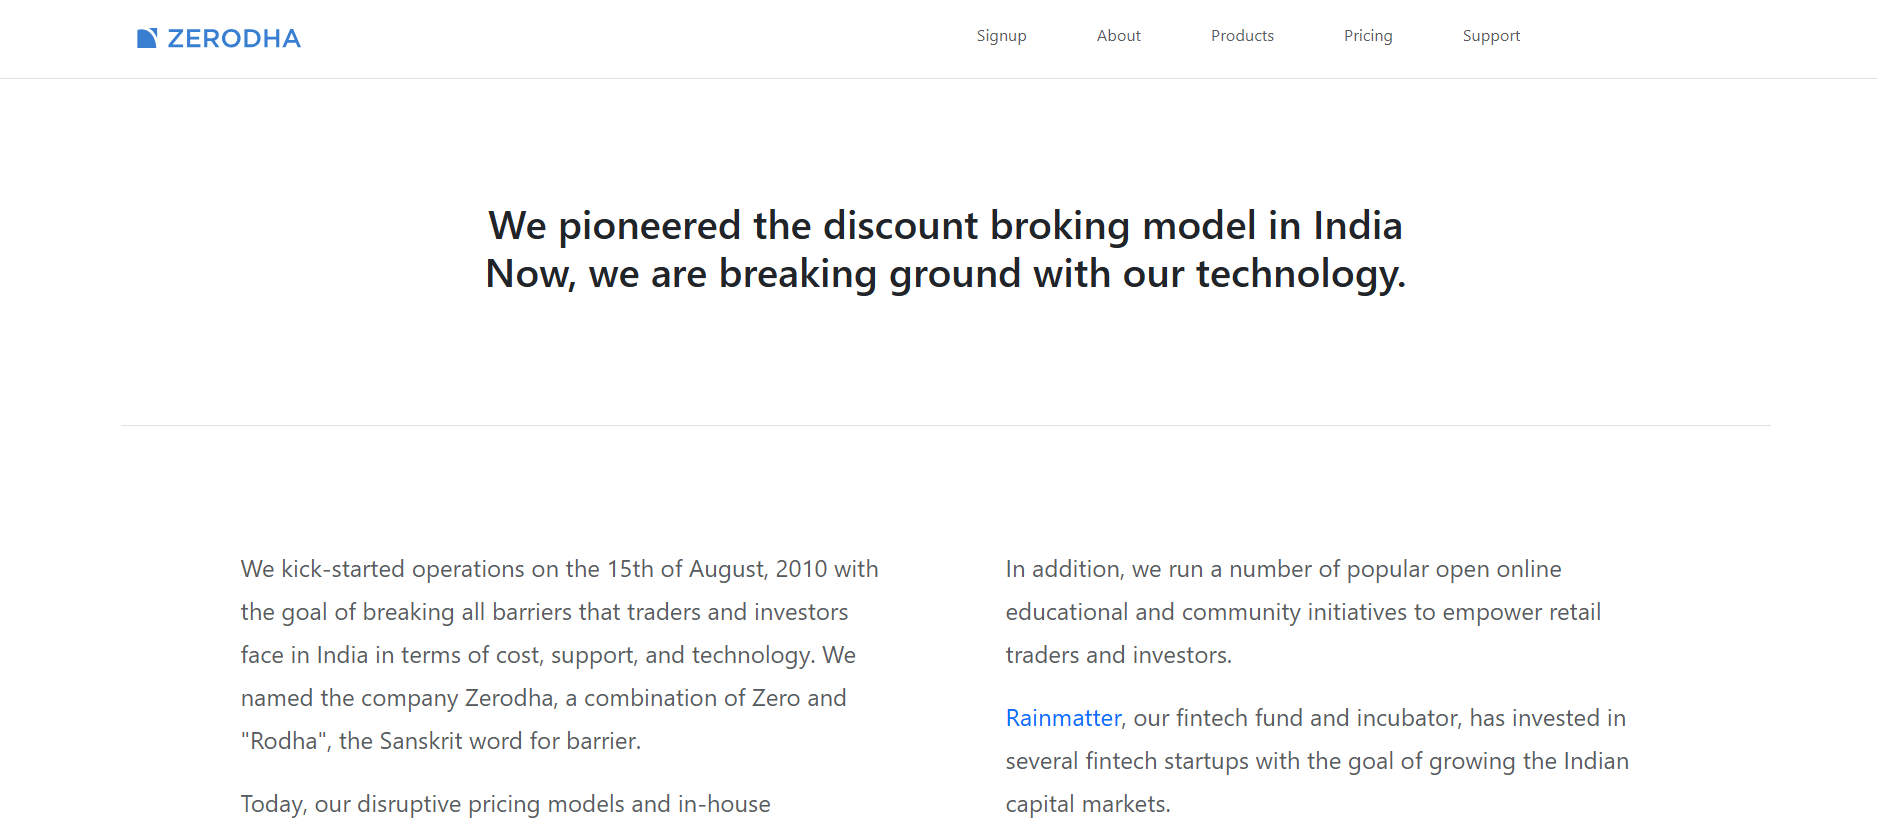 ZERODHA
Signup
About
Products
Pricing
Support
We pioneered the discount broking model in India
Now, we are breaking ground with our technology.
We kick-started operations on the 15th of August, 2010 with
the goal of breaking all barriers that traders and investors
face in India in terms of cost, support, and technology. We
named the company Zerodha, a combination of Zero and
"Rodha", the Sanskrit word for barrier.
Today, our disruptive pricing models and in-house
In addition, we run a number of popular open online
educational and community initiatives to empower retail
traders and investors.
Rainmatter, our fintech fund and incubator, has invested in
several fintech startups with the goal of growing the Indian
capital markets.